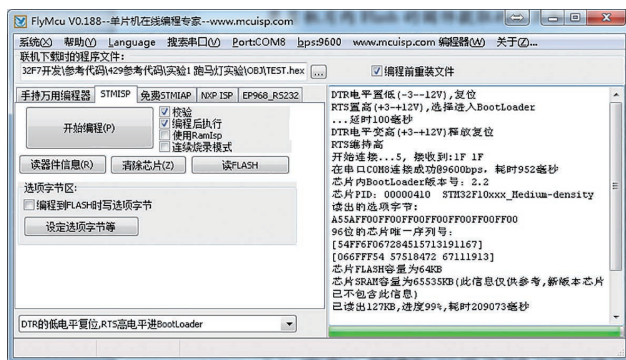 FlyMcu V0.188--单片机在线编程专家--www.mcuisp.com
系统(X) 帮助(Y) Language 搜索串口(V) Port:COM8 bps:9600 www.mcuisp.com 编程器(W) 关于(Z)...
联机下载时的程序文件:
32F7开发\参考代码\429参考代码\实验1 跑马灯实验\OBJ\TEST.hex ... 编程前重装文件
手持万用编程器 STMISP 免费STMIAP NXP ISP EP968_RS232
开始编程(P)
校验
编程后执行
使用RamIsp
连续烧录模式
读器件信息(R) 清除芯片(Z) 读FLASH
选项字节区:
编程到FLASH时写选项字节
设定选项字节等
DTR的低电平复位,RTS高电平进BootLoader
DTR电平置低(-3--12V),复位
RTS置高(+3-+12V),选择进入BootLoader
...延时100毫秒
DTR电平变高(+3-+12V)释放复位
RTS维持高
开始连接...5, 接收到:1F 1F
在串口COM8连接成功@9600bps, 耗时952毫秒
芯片内BootLoader版本号: 2.2
芯片PID: 00000410 STM32F10xxx_Medium-density
读出的选项字节:
A55AFF00FF00FF00FF00FF00FF00FF00
96位的芯片唯一序列号:
[54FF6F067284515713191167]
[066FFF54 57518472 67111913]
芯片FLASH容量为64KB
芯片SRAM容量为65535KB(此信息仅供参考,新版本芯片
已不包含此信息)
已读出127KB,进度99%,耗时209073毫秒